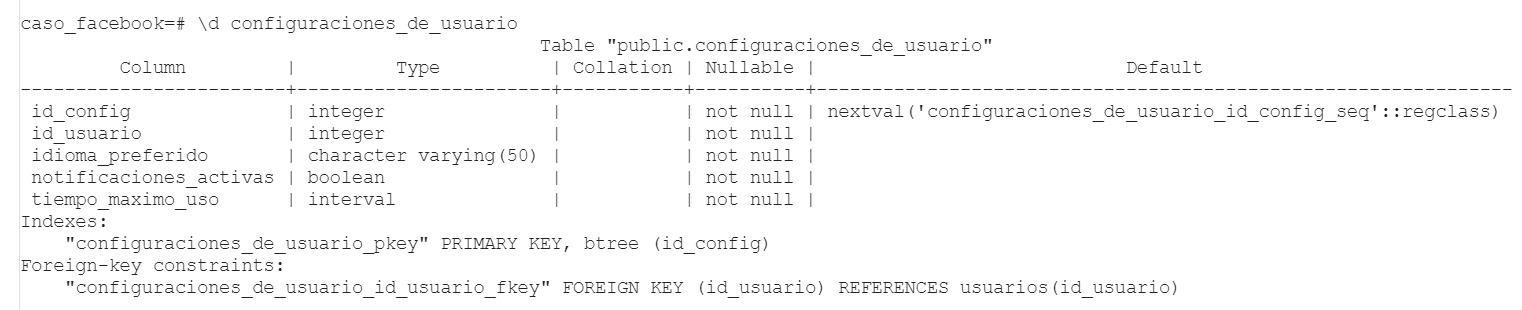 caso_facebook=# \d configuraciones_de_usuario
                                                Table "public.configuraciones_de_usuario"
         Column         |         Type          | Collation | Nullable |                            Default
------------------------+-----------------------+-----------+----------+---------------------------------------------------------------
 id_config              | integer               |           | not null | nextval('configuraciones_de_usuario_id_config_seq'::regclass)
 id_usuario             | integer               |           | not null |
 idioma_preferido       | character varying(50) |           | not null |
 notificaciones_activas | boolean               |           | not null |
 tiempo_maximo_uso      | interval              |           | not null |
Indexes:
    "configuraciones_de_usuario_pkey" PRIMARY KEY, btree (id_config)
Foreign-key constraints:
    "configuraciones_de_usuario_id_usuario_fkey" FOREIGN KEY (id_usuario) REFERENCES usuarios(id_usuario)